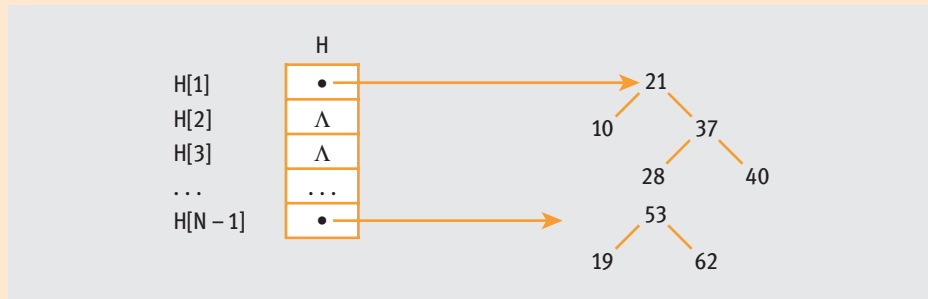 H
H[1] • 21
H[2] Λ 10 37
H[3] Λ 28 40
. . . . . .
H[N – 1] • 53
19 62